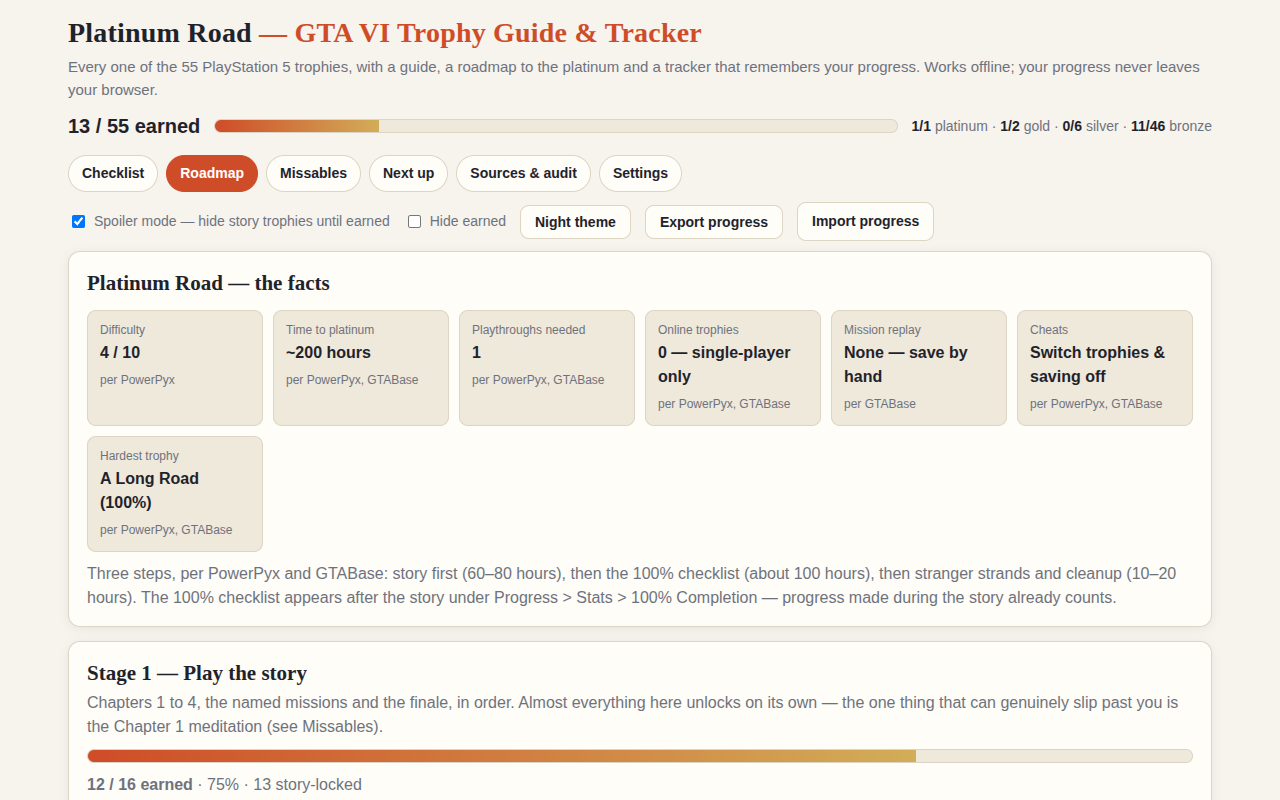 Platinum Road — GTA VI Trophy Guide & Tracker
Every one of the 55 PlayStation 5 trophies, with a guide, a roadmap to the platinum and a tracker that remembers your progress. Works offline; your progress never leaves
your browser.
13 / 55 earned
1/1 platinum · 1/2 gold · 0/6 silver · 11/46 bronze
Checklist
Roadmap
Missables
Next up
Sources & audit
Settings
Spoiler mode — hide story trophies until earned
Hide earned
Night theme
Export progress
Import progress
Platinum Road — the facts
Difficulty
4 / 10
per PowerPyx
Time to platinum
~200 hours
per PowerPyx, GTABase
Playthroughs needed
1
per PowerPyx, GTABase
Online trophies
0 — single-player
only
per PowerPyx, GTABase
Mission replay
None — save by
hand
per GTABase
Cheats
Switch trophies &
saving off
per PowerPyx, GTABase
Hardest trophy
A Long Road
(100%)
per PowerPyx, GTABase
Three steps, per PowerPyx and GTABase: story first (60–80 hours), then the 100% checklist (about 100 hours), then stranger strands and cleanup (10–20
hours). The 100% checklist appears after the story under Progress > Stats > 100% Completion — progress made during the story already counts.
Stage 1 — Play the story
Chapters 1 to 4, the named missions and the finale, in order. Almost everything here unlocks on its own — the one thing that can genuinely slip past you is
the Chapter 1 meditation (see Missables).
12 / 16 earned · 75% · 13 story-locked